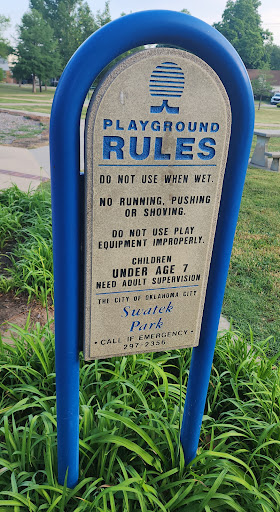 PLAYGROUND
RULES
DO NOT USE WHEN WET.
NO RUNNING, PUSHING
OR SHOVING.
DO NOT USE PLAY
EQUIPMENT IMPROPERLY.
CHILDREN
UNDER AGE 7
NEED ADULT SUPERVISION
THE CITY OF OKLAHOMA CITY
Swatek
Park
• CALL IF EMERGENCY •
297-2356